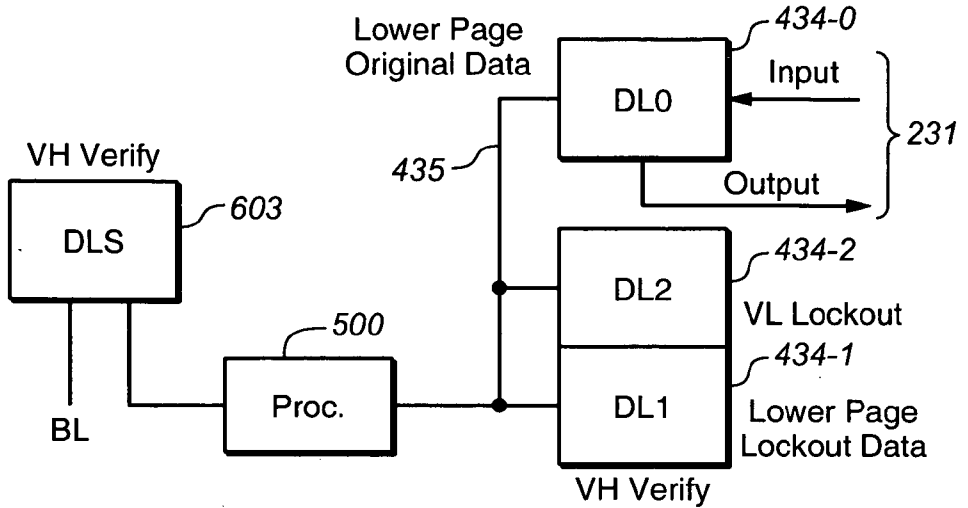 Lower Page
Original Data
434-0
DL0
Input
231
Output
435
VH Verify
603
DLS
434-2
DL2
VL Lockout
500
434-1
Proc.
DL1
BL
Lower Page
Lockout Data
VH Verify